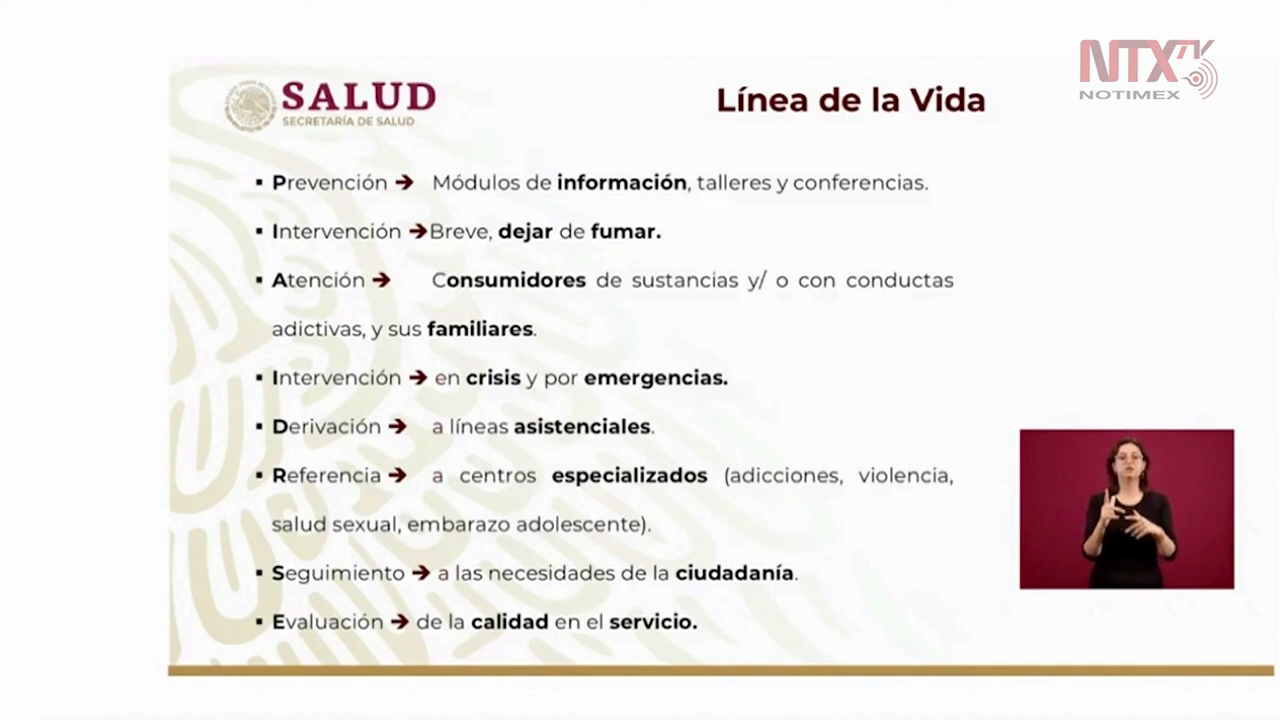 NTX TV
NOTIMEX
SALUD
SECRETARÍA DE SALUD
Línea de la Vida
▪ Prevención ➔ Módulos de información, talleres y conferencias.
▪ Intervención ➔Breve, dejar de fumar.
▪ Atención ➔ Consumidores de sustancias y/ o con conductas
adictivas, y sus familiares.
▪ Intervención ➔ en crisis y por emergencias.
▪ Derivación ➔ a líneas asistenciales.
▪ Referencia ➔ a centros especializados (adicciones, violencia,
salud sexual, embarazo adolescente).
▪ Seguimiento ➔ a las necesidades de la ciudadanía.
▪ Evaluación ➔ de la calidad en el servicio.